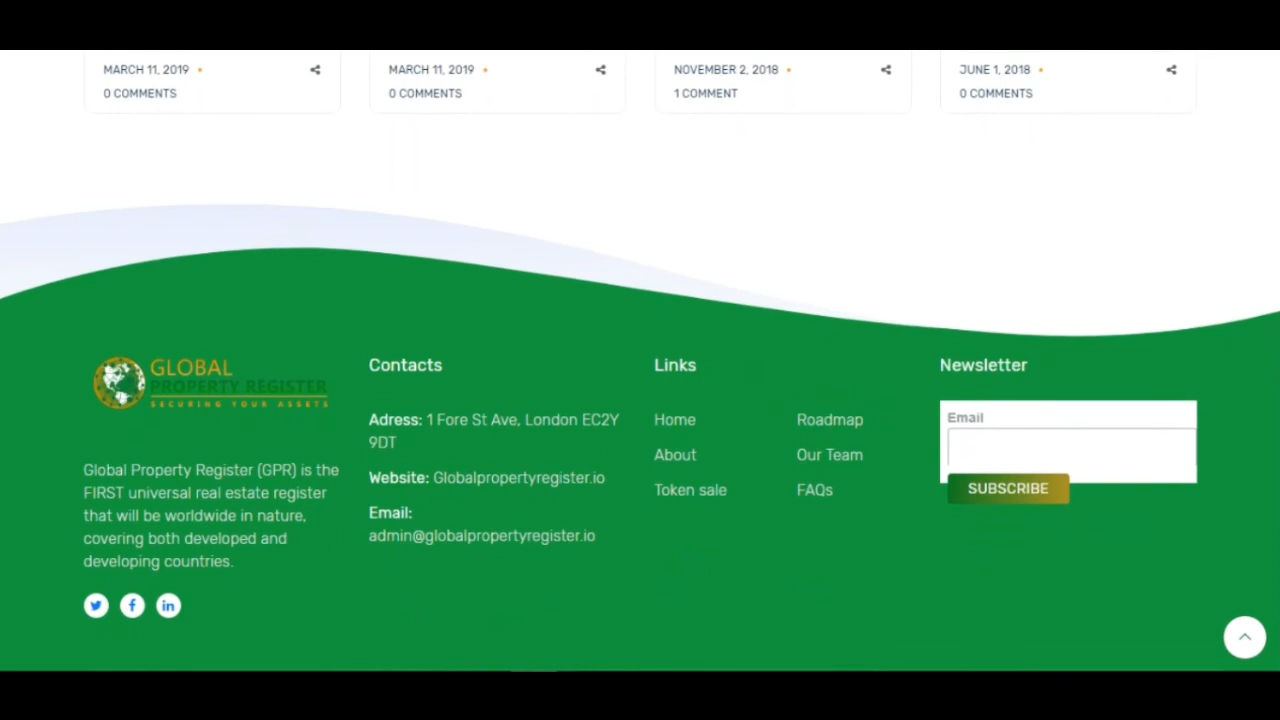 MARCH 11, 2019
0 COMMENTS
MARCH 11, 2019
0 COMMENTS
NOVEMBER 2, 2018
1 COMMENT
JUNE 1, 2018
0 COMMENTS
GLOBAL
PROPERTY REGISTER
SECURING YOUR ASSETS
Global Property Register (GPR) is the
FIRST universal real estate register
that will be worldwide in nature,
covering both developed and
developing countries.
Contacts
Adress: 1 Fore St Ave, London EC2Y
9DT
Website: Globalpropertyregister.io
Email:
admin@globalpropertyregister.io
Links
Home
About
Token sale
Roadmap
Our Team
FAQs
Newsletter
Email
SUBSCRIBE